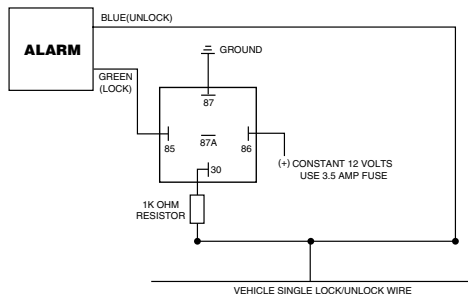 BLUE(UNLOCK)
ALARM
GROUND
GREEN
(LOCK)
87
87A
85
86
30
(+) CONSTANT 12 VOLTS
USE 3.5 AMP FUSE
1K OHM
RESISTOR
VEHICLE SINGLE LOCK/UNLOCK WIRE